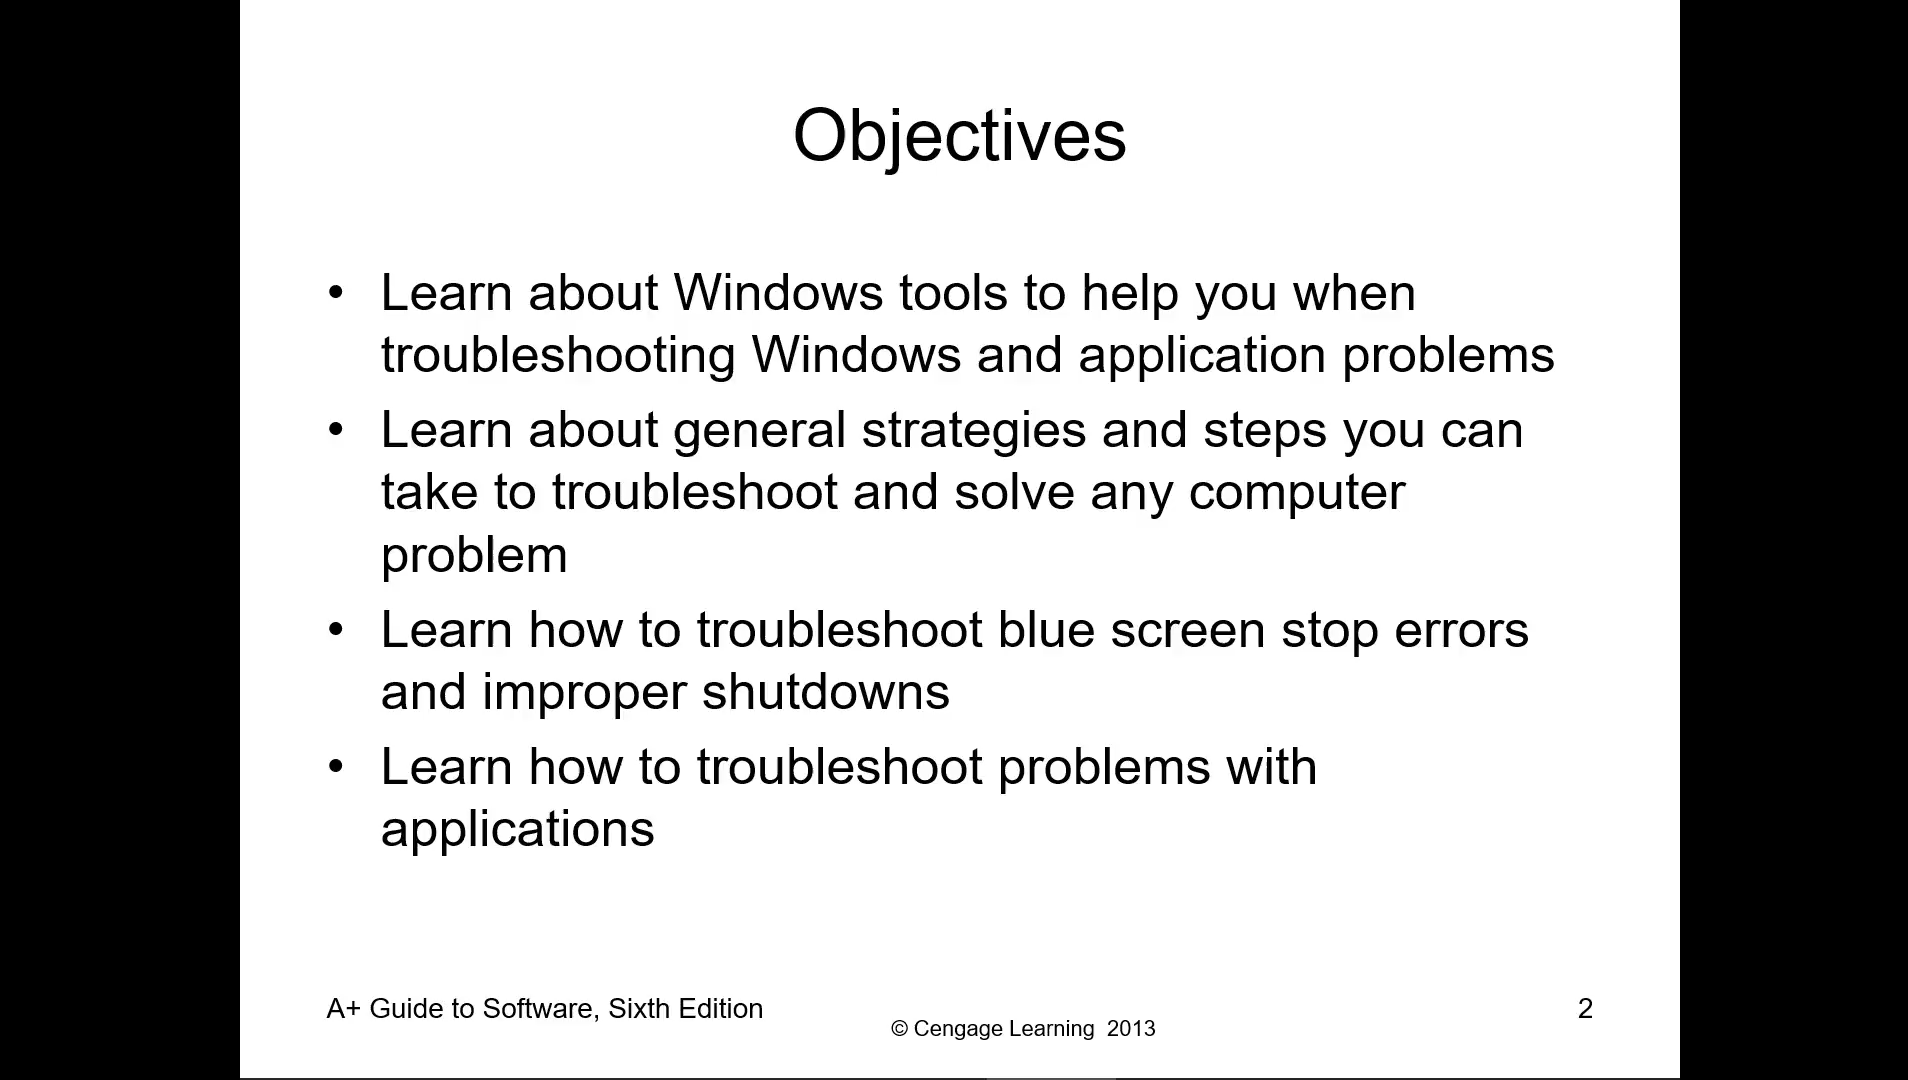 Objectives
• Learn about Windows tools to help you when
troubleshooting Windows and application problems
• Learn about general strategies and steps you can
take to troubleshoot and solve any computer
problem
• Learn how to troubleshoot blue screen stop errors
and improper shutdowns
• Learn how to troubleshoot problems with
applications
A+ Guide to Software, Sixth Edition
© Cengage Learning 2013
2